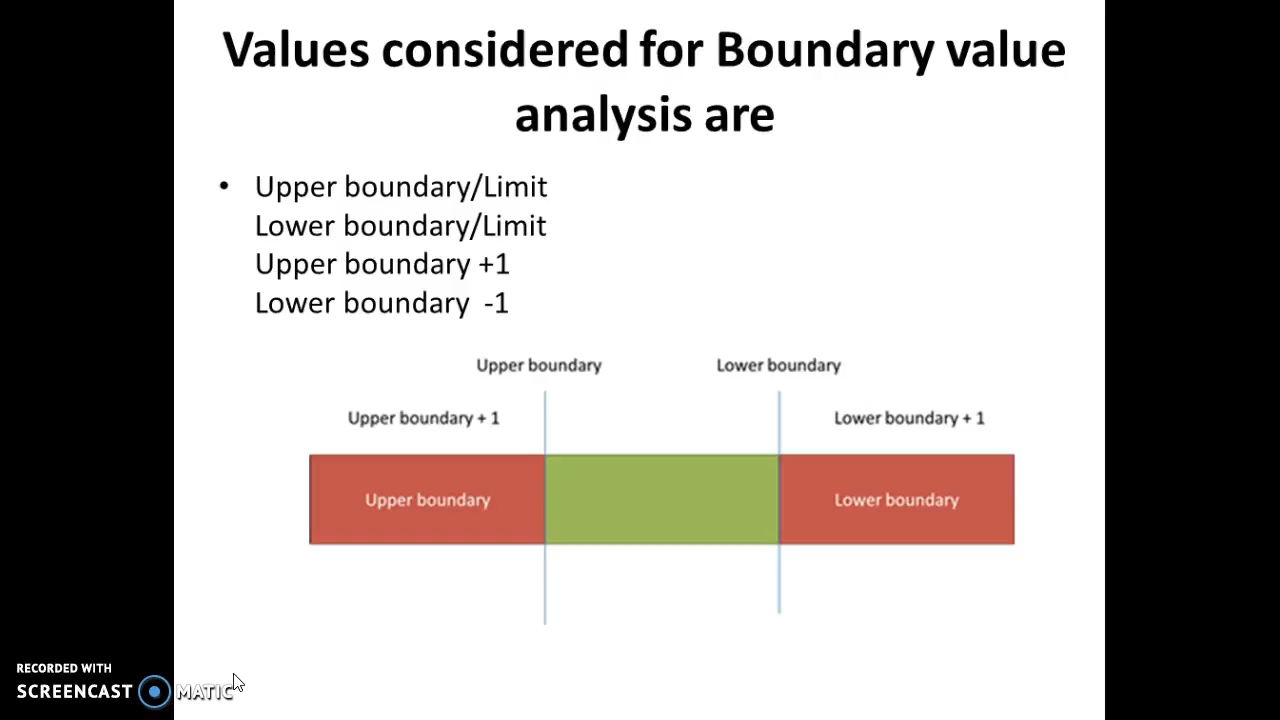 Values considered for Boundary value
analysis are
• Upper boundary/Limit
Lower boundary/Limit
Upper boundary +1
Lower boundary -1
Upper boundary Lower boundary
Upper boundary + 1 Lower boundary + 1
Upper boundary Lower boundary
RECORDED WITH
SCREENCAST MATIC